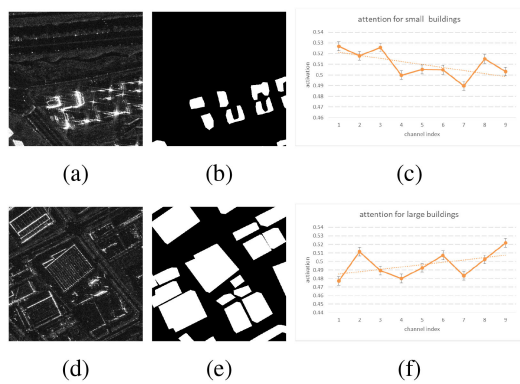 attention for small buildings
0.54
0.53
0.52
0.51
0.5
0.49
0.48
0.47
0.46
activation
1 2 3 4 5 6 7 8 9
channel index
(a) (b) (c)
attention for large buildings
0.54
0.53
0.52
0.51
0.5
0.49
0.48
0.47
0.46
0.45
0.44
activation
1 2 3 4 5 6 7 8 9
channel index
(d) (e) (f)